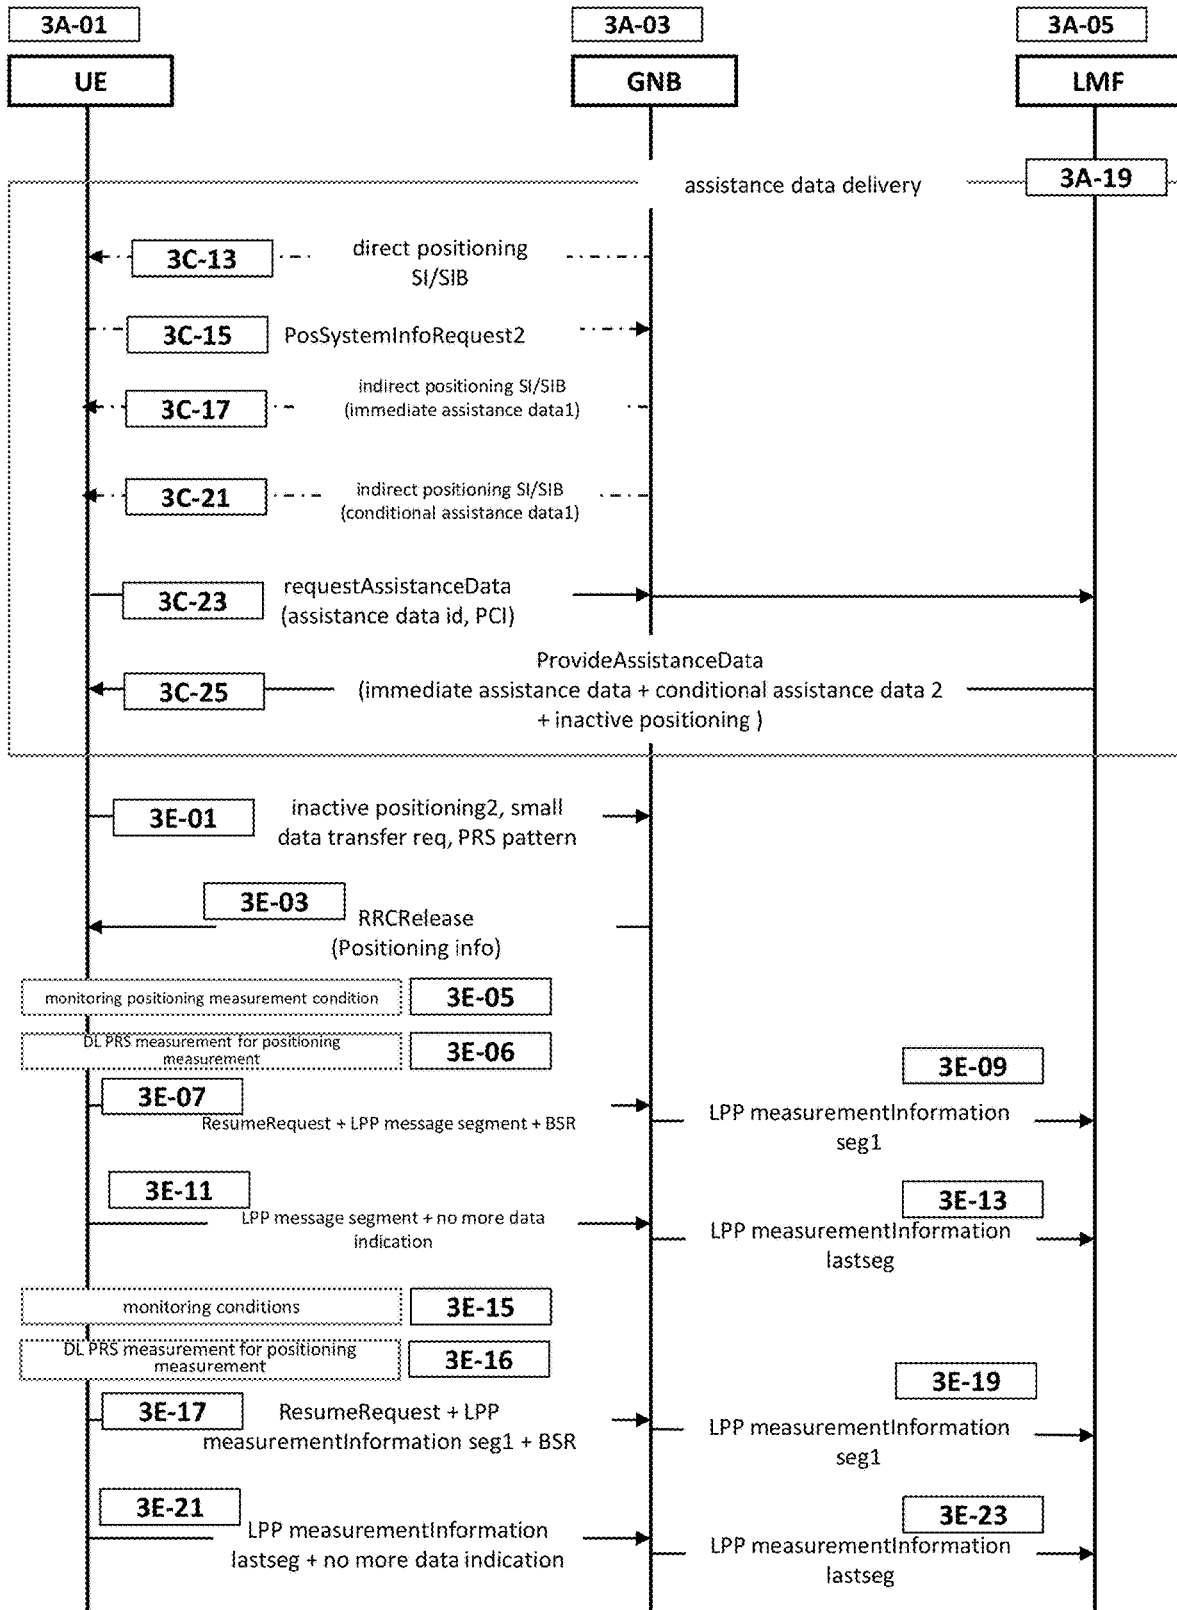 3A-01
3A-03
3A-05
UE
GNB
LMF
assistance data delivery
3A-19
3C-13
direct positioning
SI/SIB
3C-15
PosSystemInfoRequest2
3C-17
indirect positioning SI/SIB
(immediate assistance data1)
3C-21
indirect positioning SI/SIB
(conditional assistance data1)
3C-23
requestAssistanceData
(assistance data id, PCI)
3C-25
ProvideAssistanceData
(immediate assistance data + conditional assistance data 2
+ inactive positioning )
3E-01
inactive positioning2, small
data transfer req, PRS pattern
3E-03
RRCRelease
(Positioning info)
monitoring positioning measurement condition
3E-05
DL PRS measurement for positioning
measurement
3E-06
3E-07
ResumeRequest + LPP message segment + BSR
3E-09
LPP measurementInformation
seg1
3E-11
LPP message segment + no more data
indication
3E-13
LPP measurementInformation
lastseg
monitoring conditions
3E-15
DL PRS measurement for positioning
measurement
3E-16
3E-17
ResumeRequest + LPP
measurementInformation seg1 + BSR
3E-19
LPP measurementInformation
seg1
3E-21
LPP measurementInformation
lastseg + no more data indication
3E-23
LPP measurementInformation
lastseg